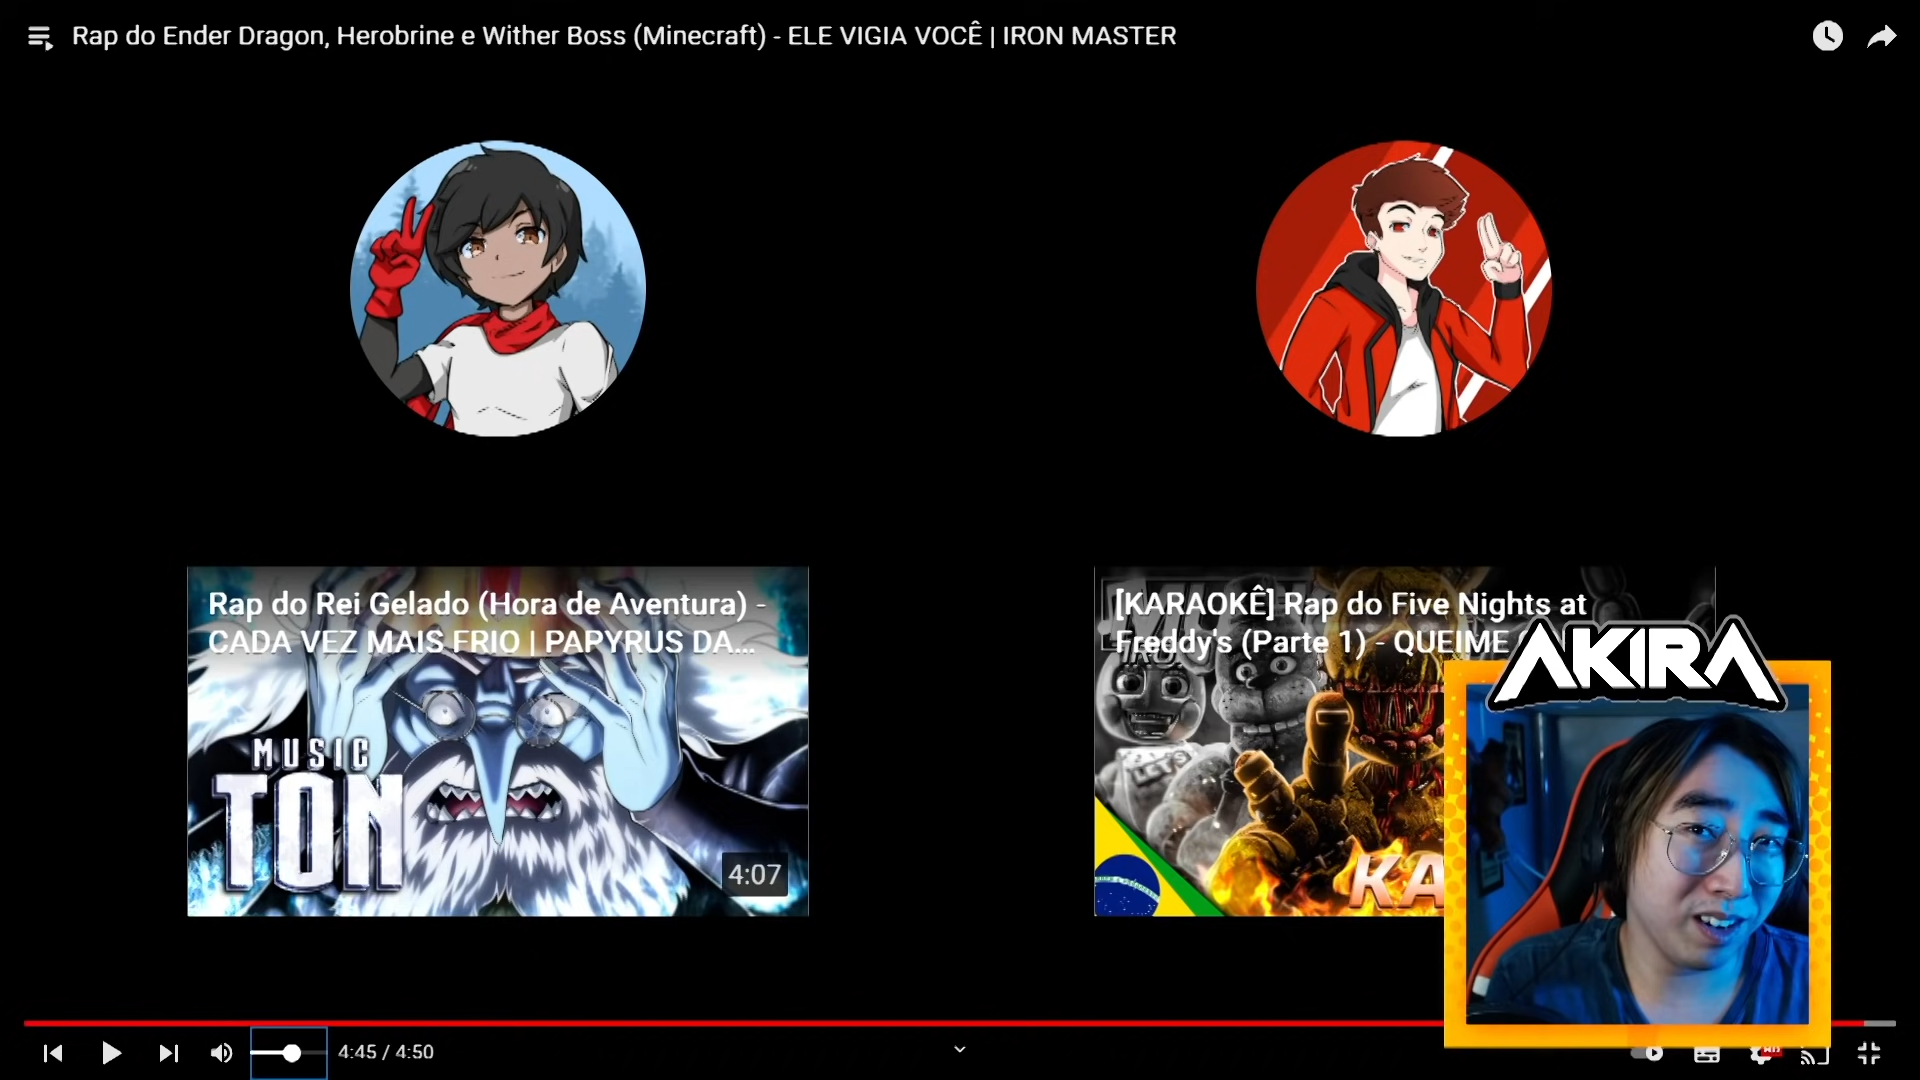 Rap do Ender Dragon, Herobrine e Wither Boss (Minecraft) - ELE VIGIA VOCÊ | IRON MASTER
Rap do Rei Gelado (Hora de Aventura) -
CADA VEZ MAIS FRIO | PAPYRUS DA...
MUSIC
TON
4:07
[KARAOKÊ] Rap do Five Nights at
Freddy's (Parte 1) - QUEIME
KA
AKIRA
4:45 / 4:50
HD